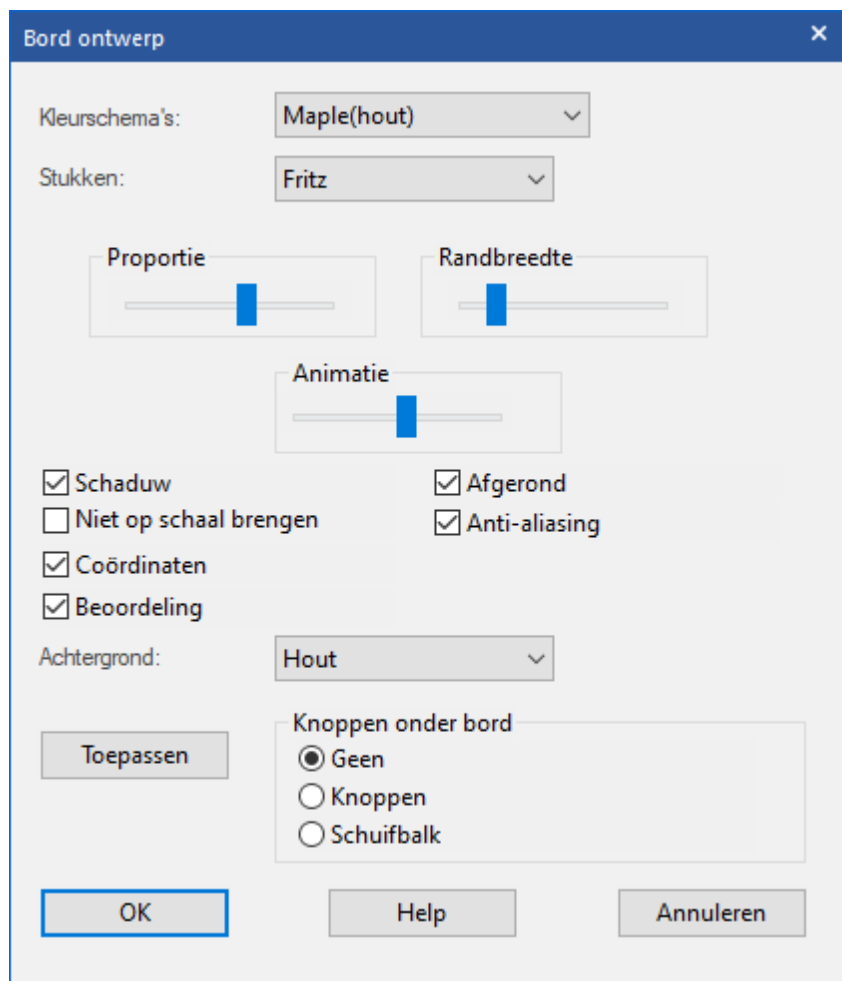 Bord ontwerp
Kleurschema's: Maple(hout)
Stukken: Fritz
Proportie Randbreedte
Animatie
Schaduw Afgerond
Niet op schaal brengen Anti-aliasing
Coördinaten
Beoordeling
Achtergrond: Hout
Knoppen onder bord
Toepassen Geen
Knoppen
Schuifbalk
OK Help Annuleren